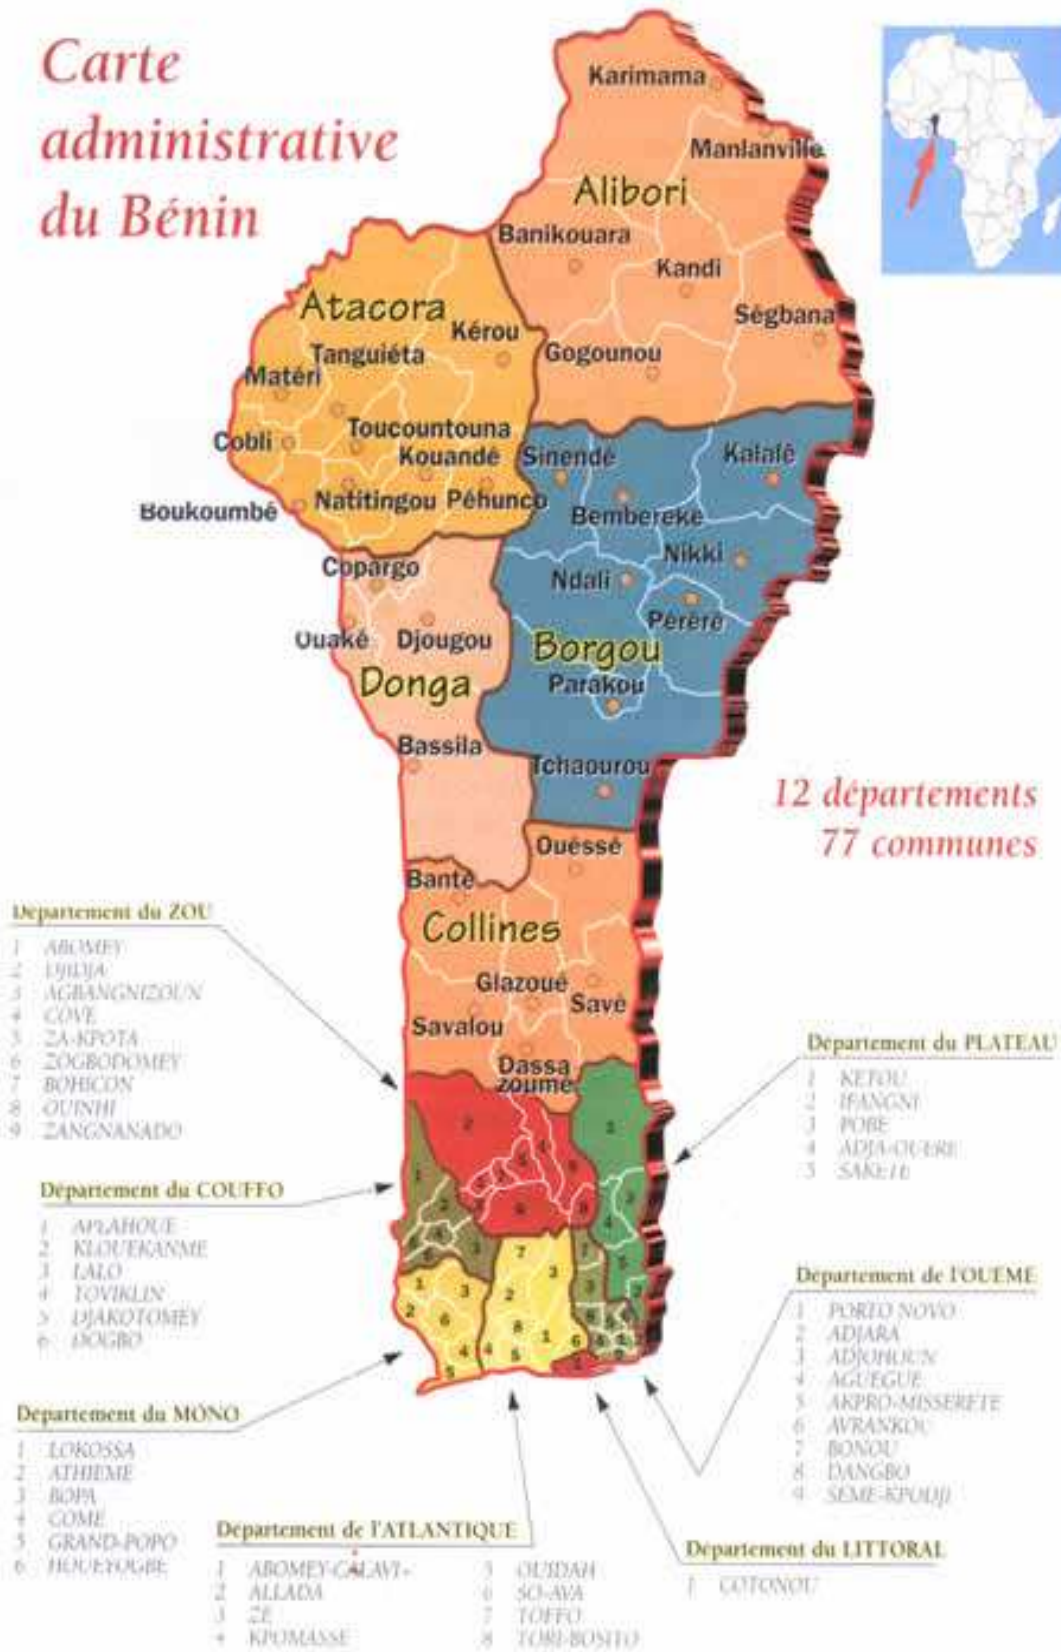 Carte
administrative
du Bénin
Karimama
Manlanville
Alibori
Banikouara
Kandi
Ségbana
Gogounou
Atacora
Kérou
Tanguiéta
Matéri
Toucountouna
Cobli
Kouandé
Natitingou
Péhunco
Boukoumbé
Sinendé
Kalalé
Bembereké
Nikki
Ndali
Péréré
Borgou
Parakou
Tchaourou
Copargo
Ouaké
Djougou
Donga
Bassila
12 départements
77 communes
Ouéssé
Bante
Collines
Glazoué
Savé
Savalou
Dassa
zoume
Département du ZOU
1 ABOMEY
2 DJIDJA
3 AGBANGNIZOUN
4 COVE
5 ZA-KPOTA
6 ZOGBODOMEY
7 BOHICON
8 OUINHI
9 ZANGNANADO
Département du PLATEAU
1 KETOU
2 IFANGNI
3 POBE
4 ADJA-OUERE
5 SAKETE
Département du COUFFO
1 APLAHOUE
2 KLOUEKANME
3 LALO
4 TOVIKLIN
5 DJAKOTOMEY
6 DOGBO
Département de l'OUEME
1 PORTO NOVO
2 ADJARA
3 ADJOHOUN
4 AGUEGUE
5 AKPRO-MISSERETE
6 AVRANKOU
7 BONOU
8 DANGBO
9 SEME-KPODJI
Département du MONO
1 LOKOSSA
2 ATHIEME
3 BOPA
4 COME
5 GRAND-POPO
6 HOUEYOGBE
Département de l'ATLANTIQUE
1 ABOMEY-CALAVI
2 ALLADA
3 ZE
4 KPOMASSE
5 OUIDAH
6 SO-AVA
7 TOFFO
8 TORI-BOSITO
Département du LITTORAL
1 COTONOU